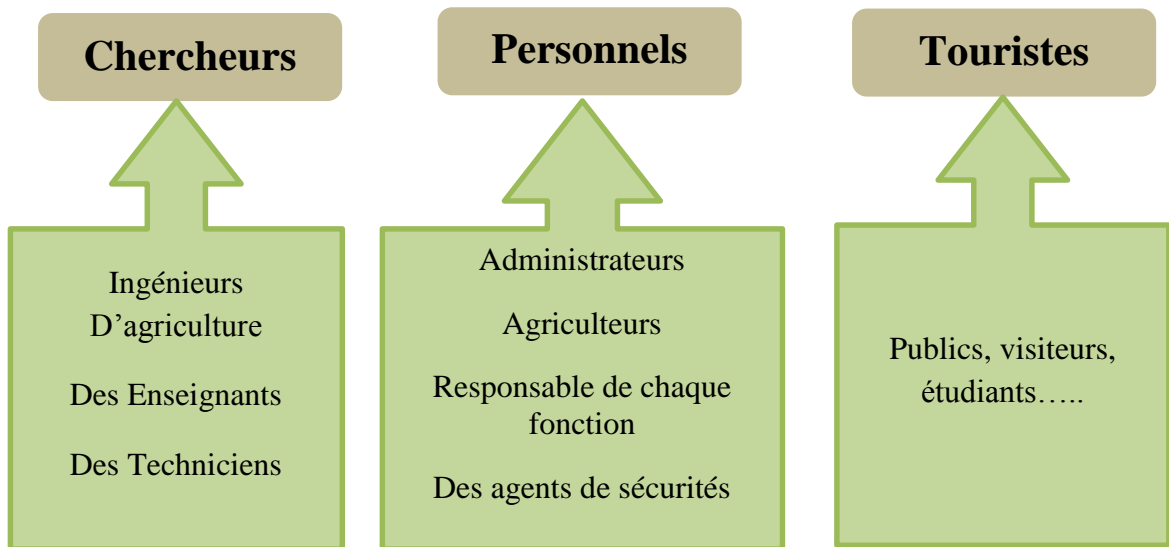 Chercheurs
Personnels
Touristes
Ingénieurs
D’agriculture
Des Enseignants
Des Techniciens
Administrateurs
Agriculteurs
Responsable de chaque
fonction
Des agents de sécurités
Publics, visiteurs,
étudiants…..